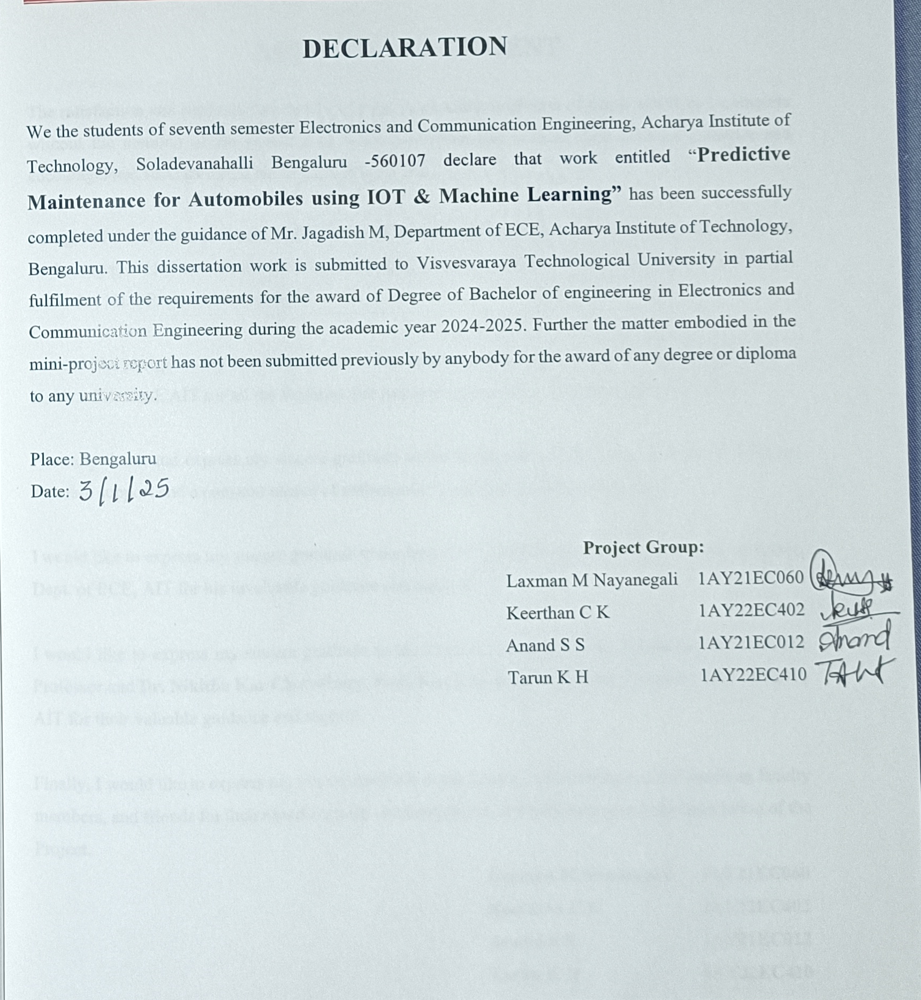 DECLARATION
We the students of seventh semester Electronics and Communication Engineering, Acharya Institute of
Technology, Soladevanahalli Bengaluru -560107 declare that work entitled “Predictive
Maintenance for Automobiles using IOT & Machine Learning” has been successfully
completed under the guidance of Mr. Jagadish M, Department of ECE, Acharya Institute of Technology,
Bengaluru. This dissertation work is submitted to Visvesvaraya Technological University in partial
fulfilment of the requirements for the award of Degree of Bachelor of engineering in Electronics and
Communication Engineering during the academic year 2024-2025. Further the matter embodied in the
mini-project report has not been submitted previously by anybody for the award of any degree or diploma
to any university.
Place: Bengaluru
Date: 3/1/25
Project Group:
Laxman M Nayanegali 1AY21EC060
Keerthan C K 1AY22EC402
Anand S S 1AY21EC012 Anand
Tarun K H 1AY22EC410